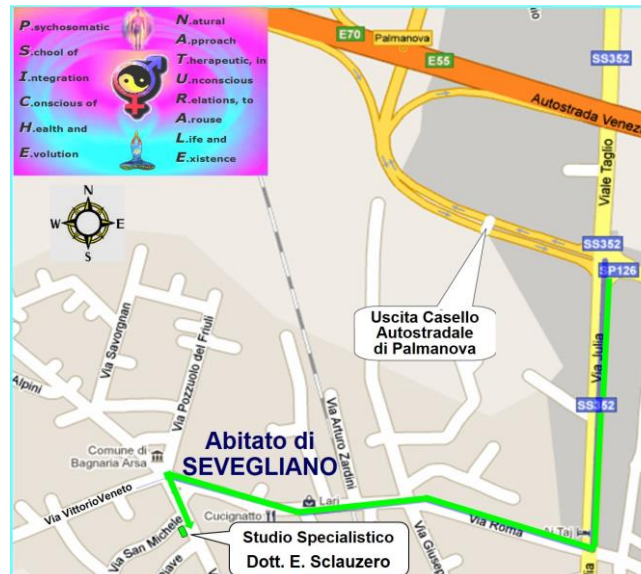 P.sychosomatic
S.chool of
I.ntegration
C.onscious of
H.ealth and
E.volution
N.atural
A.pproach
T.herapeutic, in
U.nconscious
R.elations, to
A.rouse
L.ife and
E.xistence
E70
Palmanova
E55
SS352
Autostrada Venez
Viale Taglio
N
W E
S
SS352
SP126
Uscita Casello
Autostradale
di Palmanova
Via Savorgnan
Via Pozzuolo del Friuli
Alpini
Via Julia
SS352
Via Arturo Zardini
Abitato di
SEVEGLIANO
Comune di
Bagnaria Arsa
Via VittorioVeneto
Lari
Cucignatto
Via Roma
Al Taj
Via San Michele
Via Giusep
Piave
Studio Specialistico
Dott. E. Sclauzero